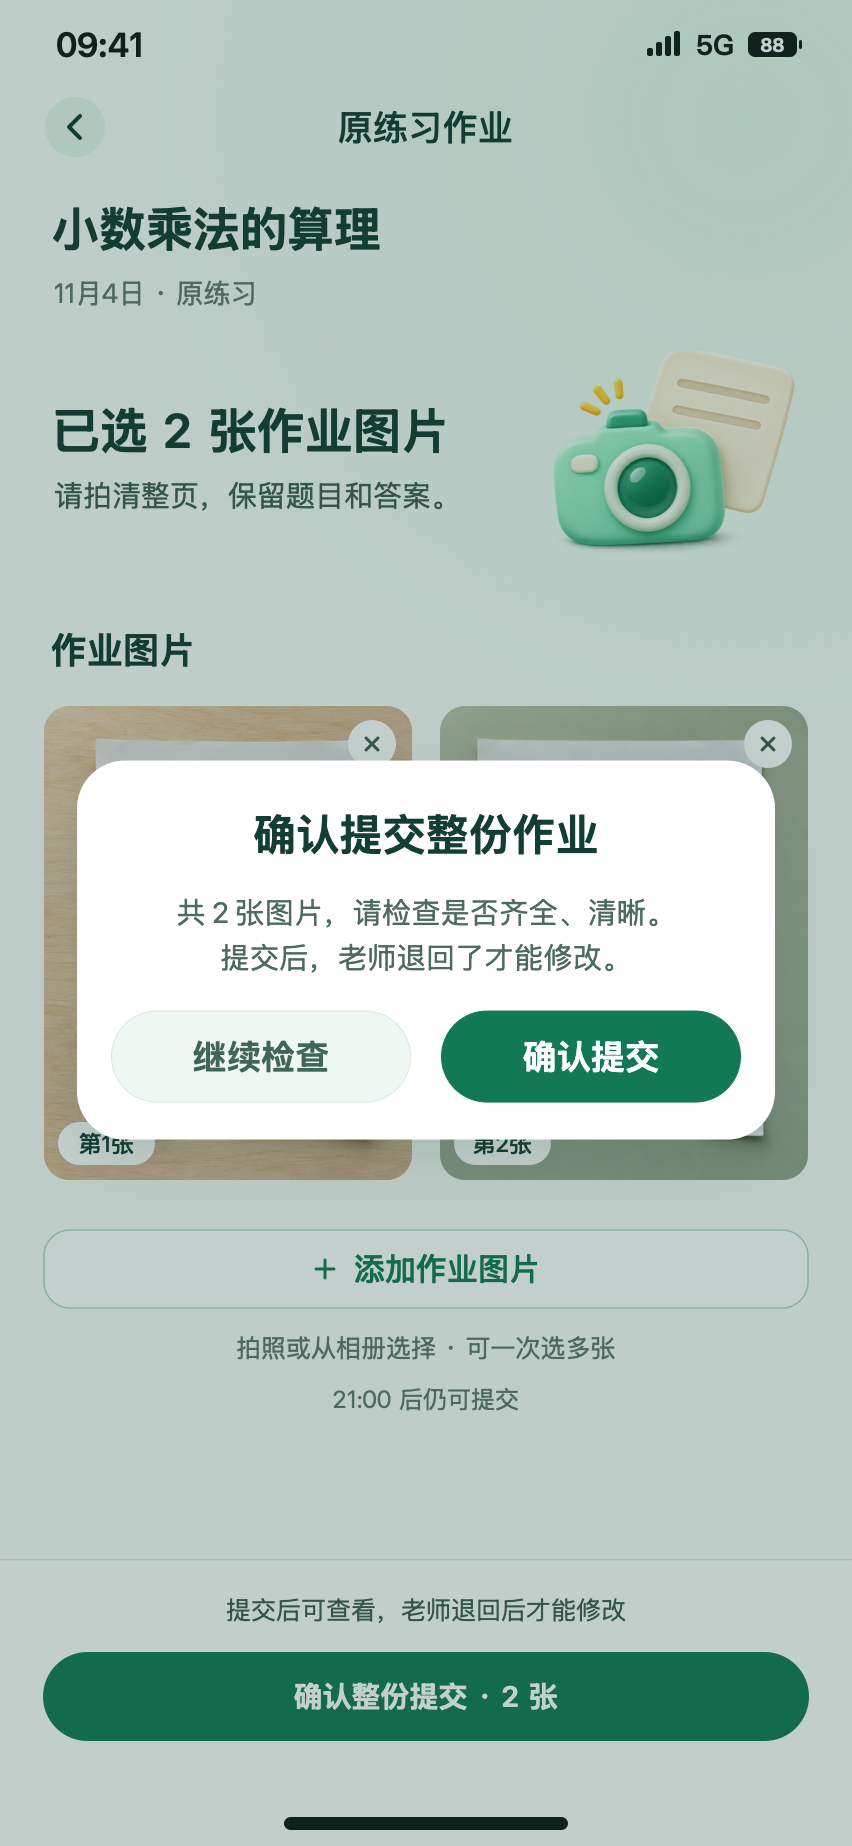 09:41
5G 88
原练习作业
小数乘法的算理
11月4日 · 原练习
已选 2 张作业图片
请拍清整页，保留题目和答案。
作业图片
确认提交整份作业
共 2 张图片，请检查是否齐全、清晰。
提交后，老师退回了才能修改。
继续检查
确认提交
第1张
第2张
+ 添加作业图片
拍照或从相册选择 · 可一次选多张
21:00 后仍可提交
提交后可查看，老师退回后才能修改
确认整份提交 · 2 张